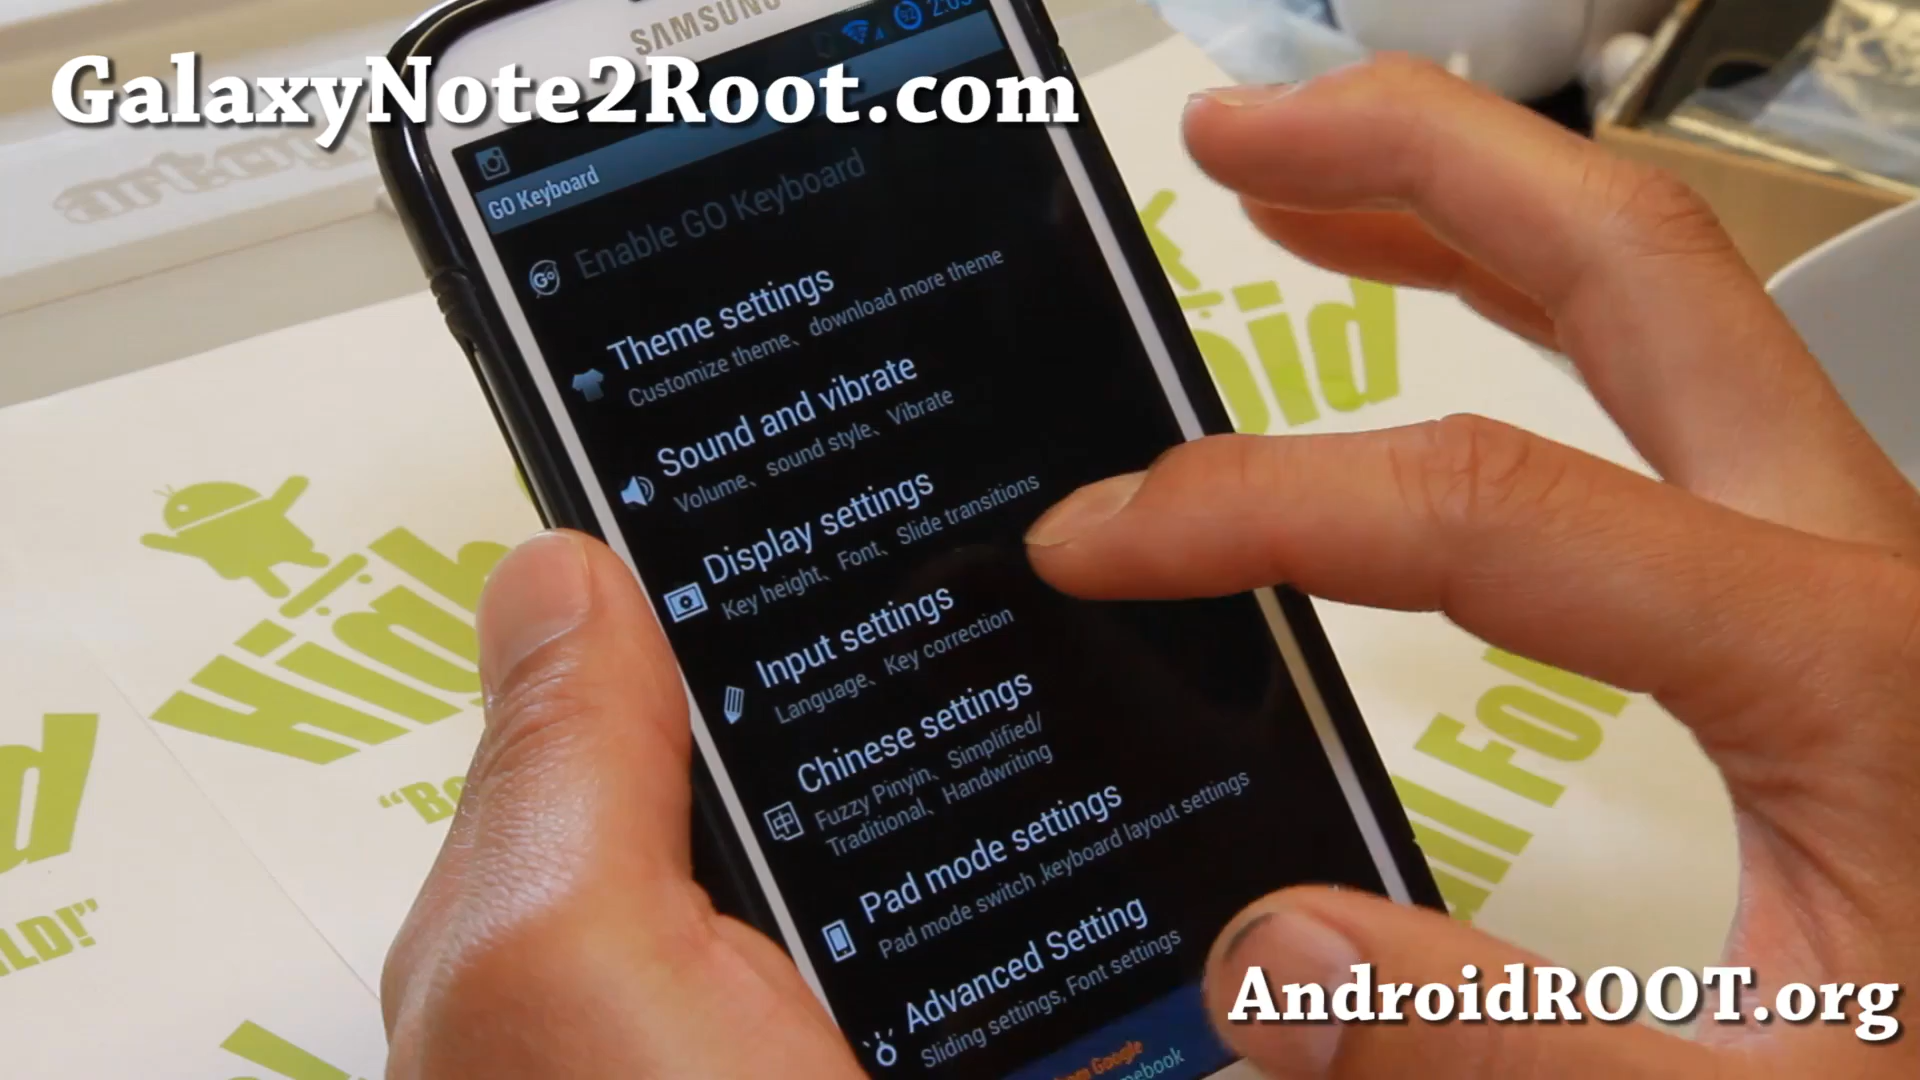 SAMSUNG
GalaxyNote2Root.com
GO Keyboard
Enable GO Keyboard
Theme settings
Customize theme、download more theme
Sound and vibrate
Volume、sound style、Vibrate
Display settings
Key height、Font、Slide transitions
Input settings
Language、Key correction
Chinese settings
Fuzzy Pinyin、Simplified/
Traditional、Handwriting
Pad mode settings
Pad mode switch ,keyboard layout settings
Advanced Setting
Sliding settings, Font settings
Google
AndroidROOT.org